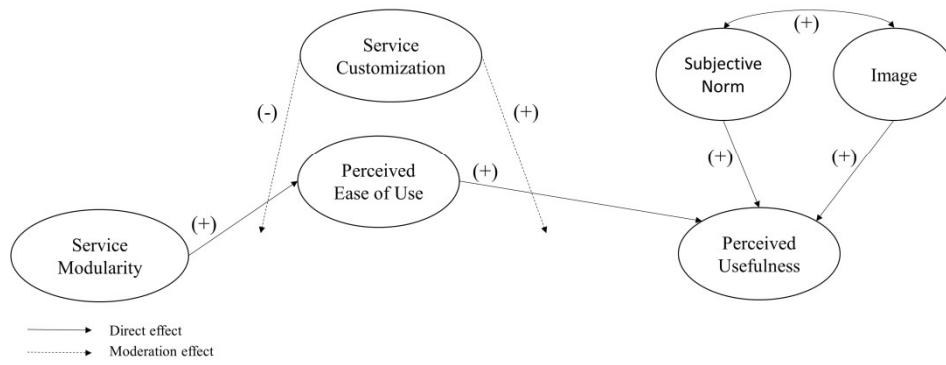 (+)
Service
Customization
Subjective
Norm
Image
(-)
(+)
Perceived
Ease of Use
(+)
(+)
(+)
(+)
Service
Modularity
Perceived
Usefulness
Direct effect
Moderation effect